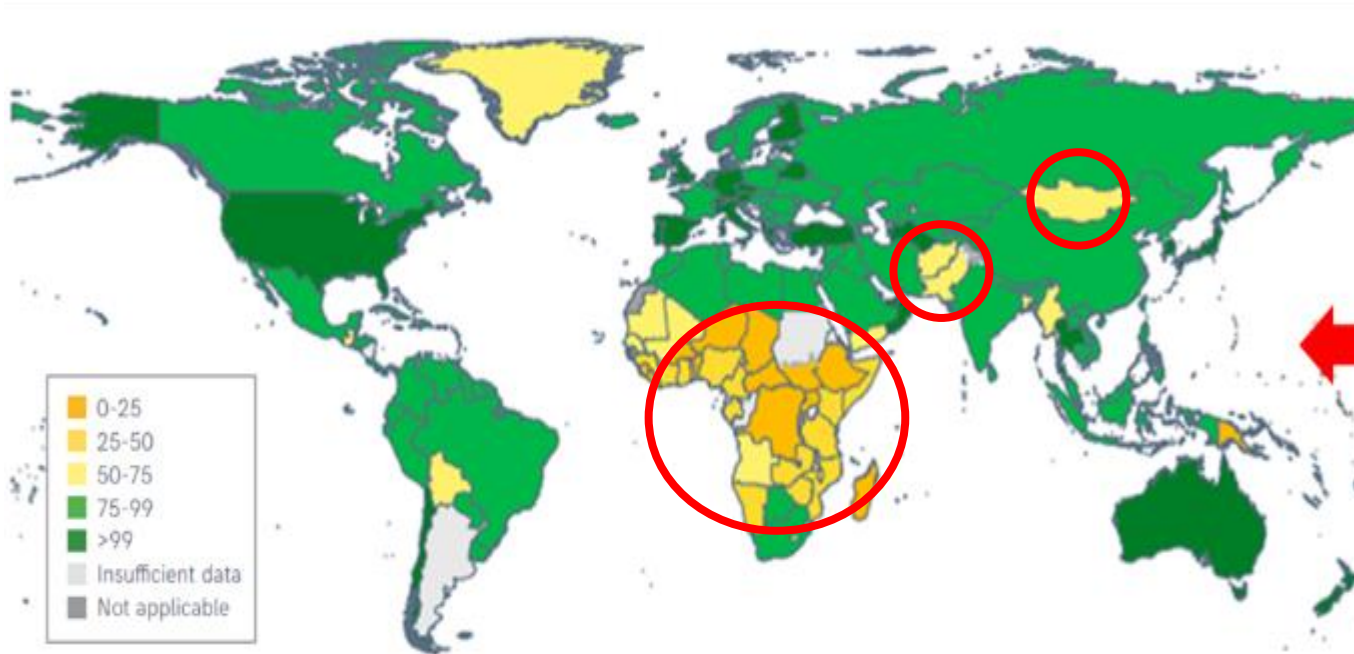 0-25
25-50
50-75
75-99
>99
Insufficient data
Not applicable